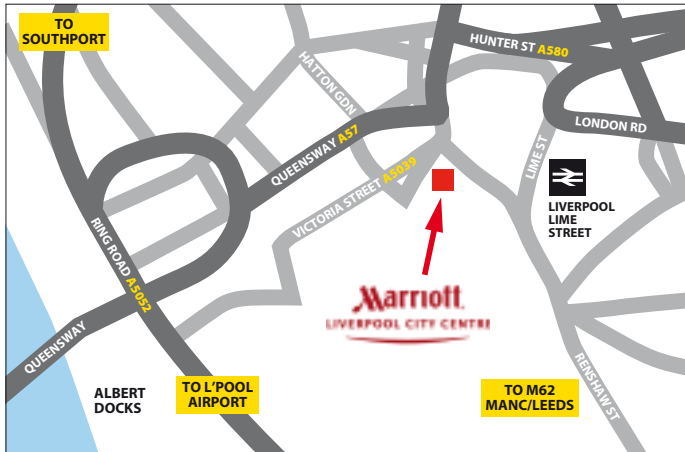 TO
SOUTHPORT
HUNTER ST A580
HATTON GDN
LONDON RD
QUEENSWAY A57
LIME ST
VICTORIA STREET A5039
LIVERPOOL
LIME
STREET
RING ROAD A5052
Marriott
LIVERPOOL CITY CENTRE
QUEENSWAY
RENSHAW ST
ALBERT
DOCKS
TO L'POOL
AIRPORT
TO M62
MANC/LEEDS